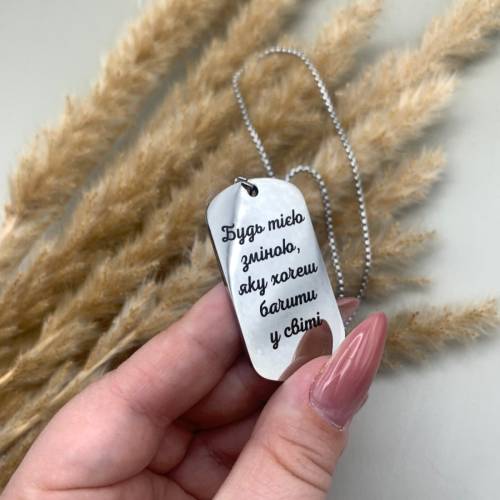 Будь тією
зміною,
яку хочеш
бачити
у світі